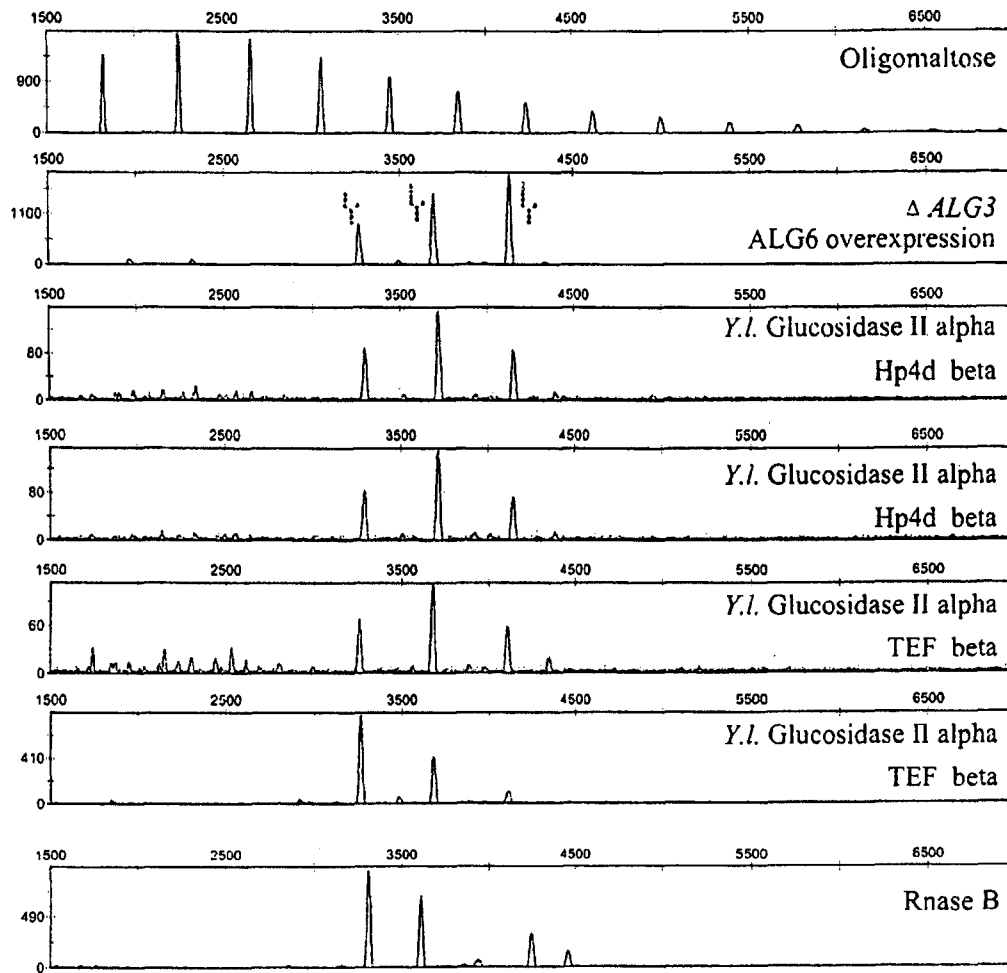 1500 2500 3500 4500 5500 6500
Oligomaltose
900
0
1500 2500 3500 4500 5500 6500
Δ ALG3
1100
ALG6 overexpression
0
1500 2500 3500 4500 5500 6500
Y.l. Glucosidase II alpha
80
Hp4d beta
0
1500 2500 3500 4500 5500 6500
Y.l. Glucosidase II alpha
80
Hp4d beta
0
1500 2500 3500 4500 5500 6500
Y.l. Glucosidase II alpha
60
TEF beta
0
1500 2500 3500 4500 5500 6500
Y.l. Glucosidase II alpha
410
TEF beta
0
1500 2500 3500 4500 5500 6500
Rnase B
490
0